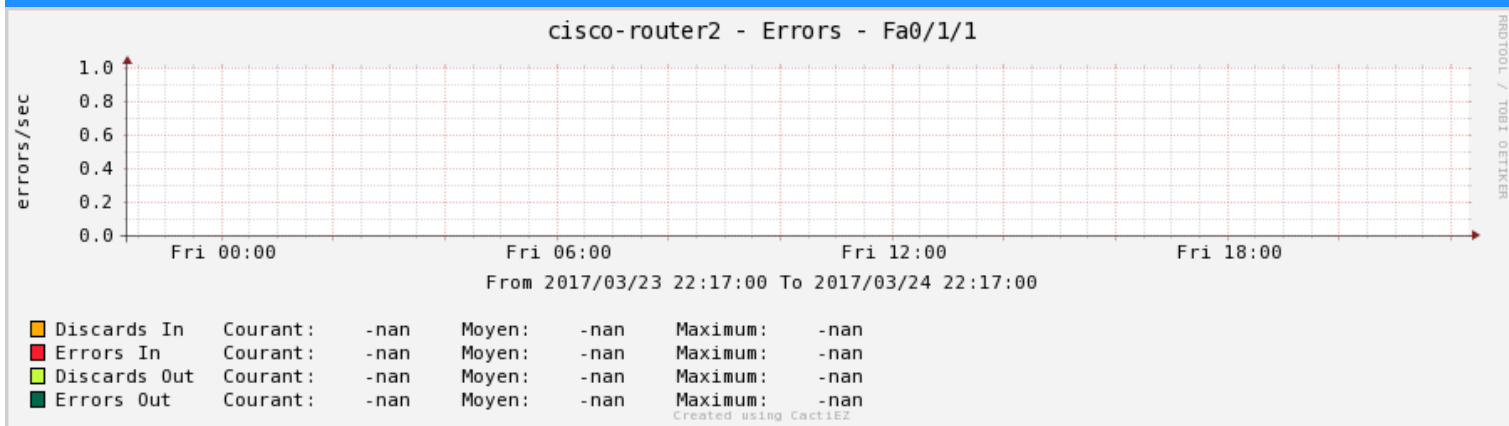 cisco-router2 - Errors - Fa0/1/1
RRDTOOL / TOBI OETIKER
errors/sec
1.0
0.8
0.6
0.4
0.2
0.0
Fri 00:00 Fri 06:00 Fri 12:00 Fri 18:00
From 2017/03/23 22:17:00 To 2017/03/24 22:17:00
Discards In Courant: -nan Moyen: -nan Maximum: -nan
Errors In Courant: -nan Moyen: -nan Maximum: -nan
Discards Out Courant: -nan Moyen: -nan Maximum: -nan
Errors Out Courant: -nan Moyen: -nan Maximum: -nan
Created using CactiEZ